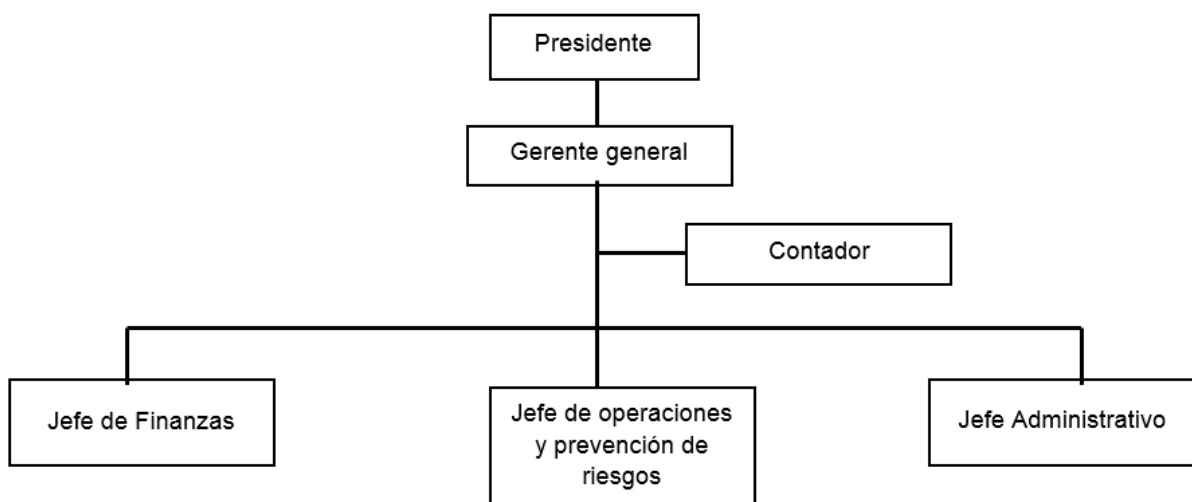 Presidente
Gerente general
Contador
Jefe de Finanzas
Jefe de operaciones
y prevención de
riesgos
Jefe Administrativo